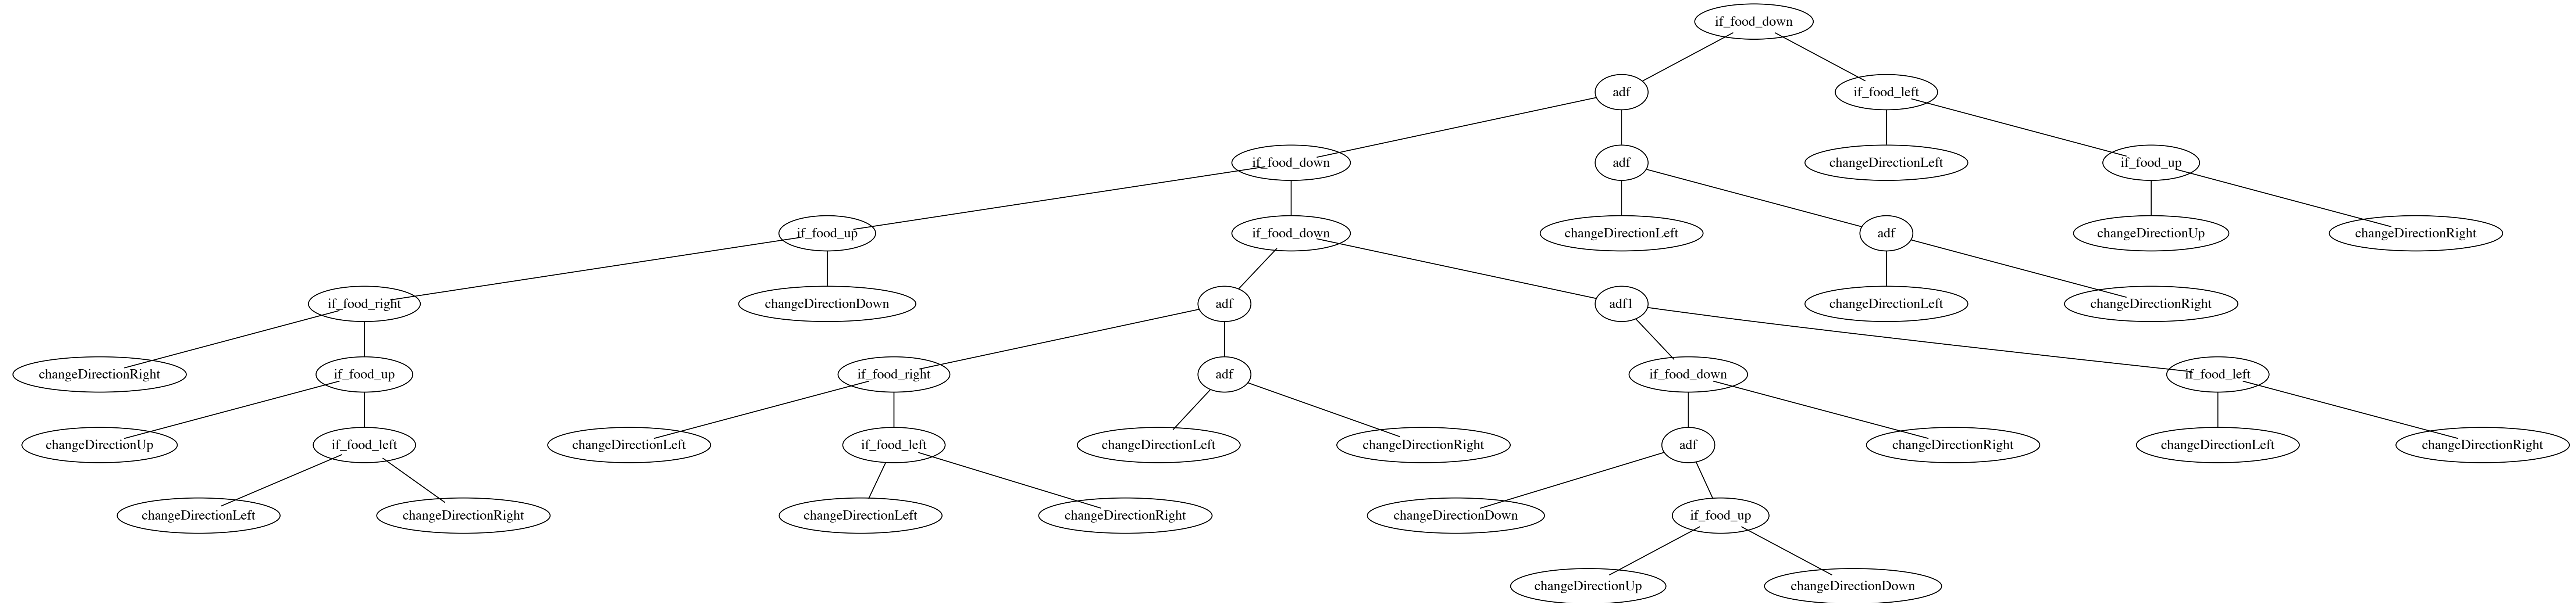 if_food_down
adf
if_food_left
if_food_down
adf
changeDirectionLeft
if_food_up
if_food_up
if_food_down
changeDirectionLeft
adf
changeDirectionUp
changeDirectionRight
if_food_right
changeDirectionDown
adf
adf1
changeDirectionLeft
changeDirectionRight
changeDirectionRight
if_food_up
if_food_right
adf
if_food_down
if_food_left
changeDirectionUp
if_food_left
changeDirectionLeft
if_food_left
changeDirectionLeft
changeDirectionRight
adf
changeDirectionRight
changeDirectionLeft
changeDirectionRight
changeDirectionLeft
changeDirectionRight
changeDirectionLeft
changeDirectionRight
changeDirectionDown
if_food_up
changeDirectionUp
changeDirectionDown